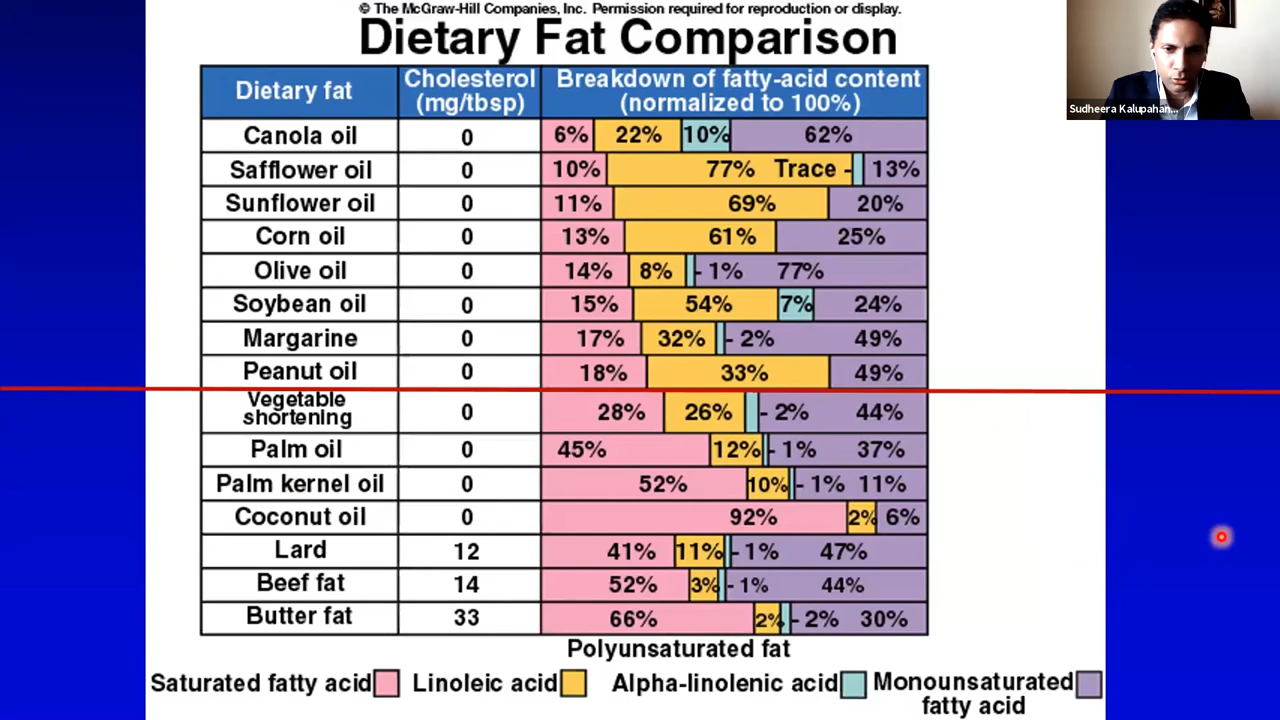 © The McGraw-Hill Companies, Inc. Permission required for reproduction or display.
Dietary Fat Comparison
Sudheera Kalupahan...
Dietary fat Cholesterol (mg/tbsp) Breakdown of fatty-acid content (normalized to 100%)
Canola oil 0 6% 22% 10% 62%
Safflower oil 0 10% 77% Trace - 13%
Sunflower oil 0 11% 69% 20%
Corn oil 0 13% 61% 25%
Olive oil 0 14% 8% - 1% 77%
Soybean oil 0 15% 54% 7% 24%
Margarine 0 17% 32% - 2% 49%
Peanut oil 0 18% 33% 49%
Vegetable shortening 0 28% 26% - 2% 44%
Palm oil 0 45% 12% - 1% 37%
Palm kernel oil 0 52% 10% - 1% 11%
Coconut oil 0 92% 2% 6%
Lard 12 41% 11% - 1% 47%
Beef fat 14 52% 3% - 1% 44%
Butter fat 33 66% 2% - 2% 30%
Polyunsaturated fat
Saturated fatty acid Linoleic acid Alpha-linolenic acid Monounsaturated fatty acid